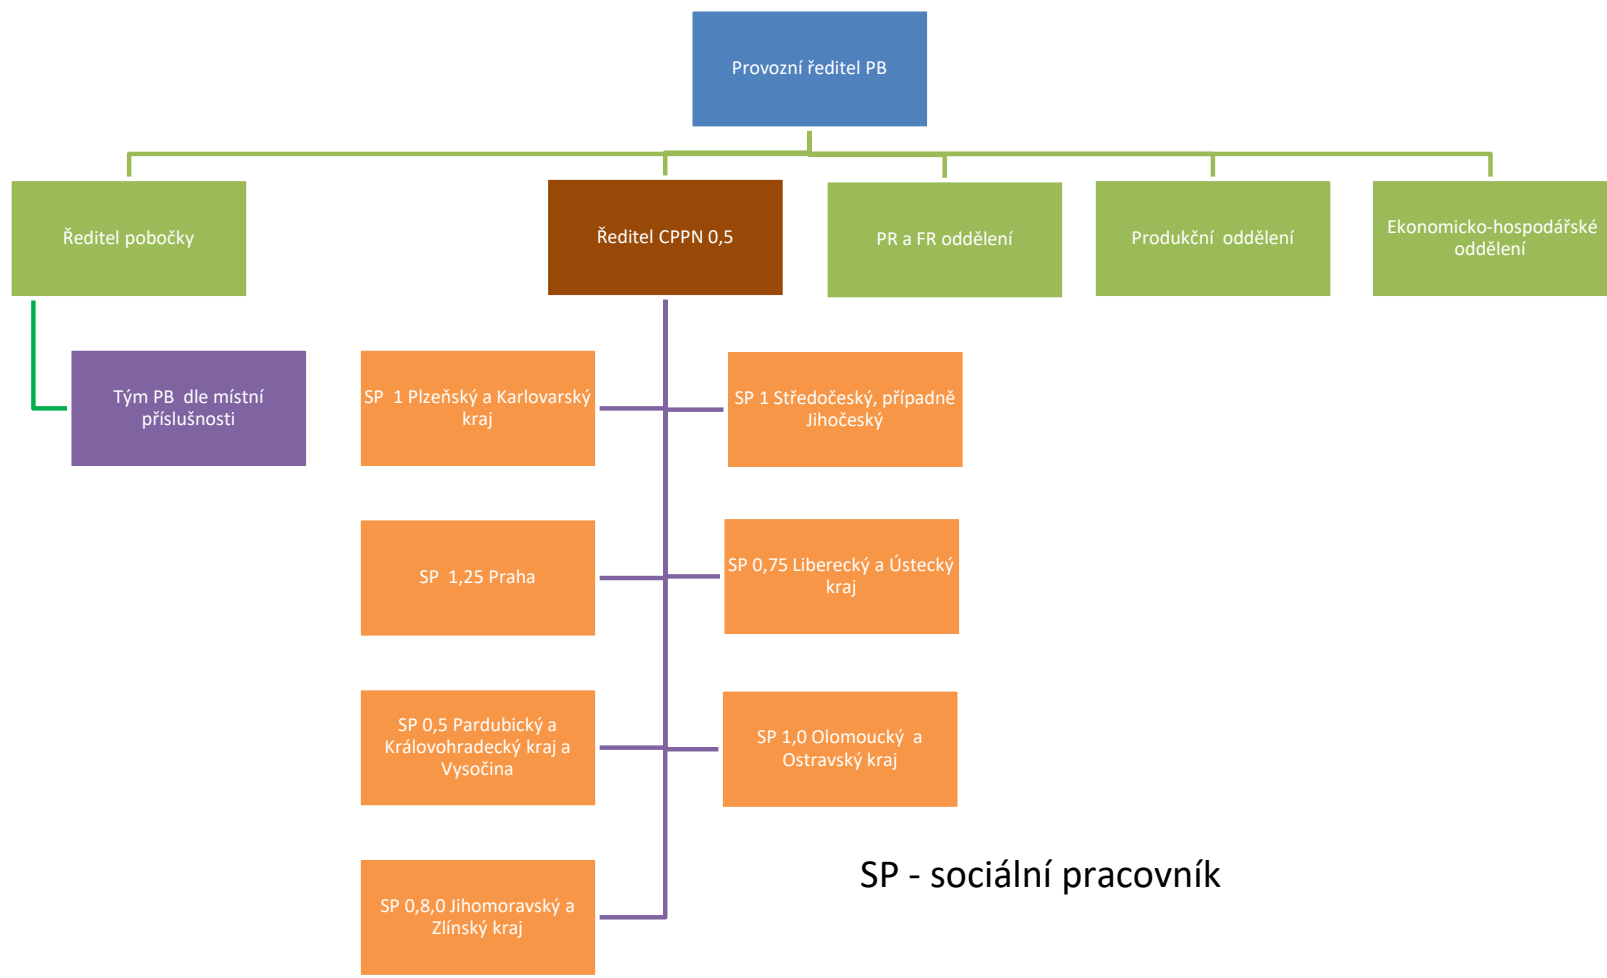 Provozní ředitel PB
Ředitel pobočky
Ředitel CPPN 0,5
PR a FR oddělení
Produkční  oddělení
Ekonomicko-hospodářské
oddělení
Tým PB  dle místní
příslušnosti
SP  1 Plzeňský a Karlovarský
kraj
SP 1 Středočeský, případně
Jihočeský
SP  1,25 Praha
SP 0,75 Liberecký a Ústecký
kraj
SP 0,5 Pardubický a
Královohradecký kraj a
Vysočina
SP 1,0 Olomoucký  a
Ostravský kraj
SP 0,8,0 Jihomoravský a
Zlínský kraj
SP - sociální pracovník